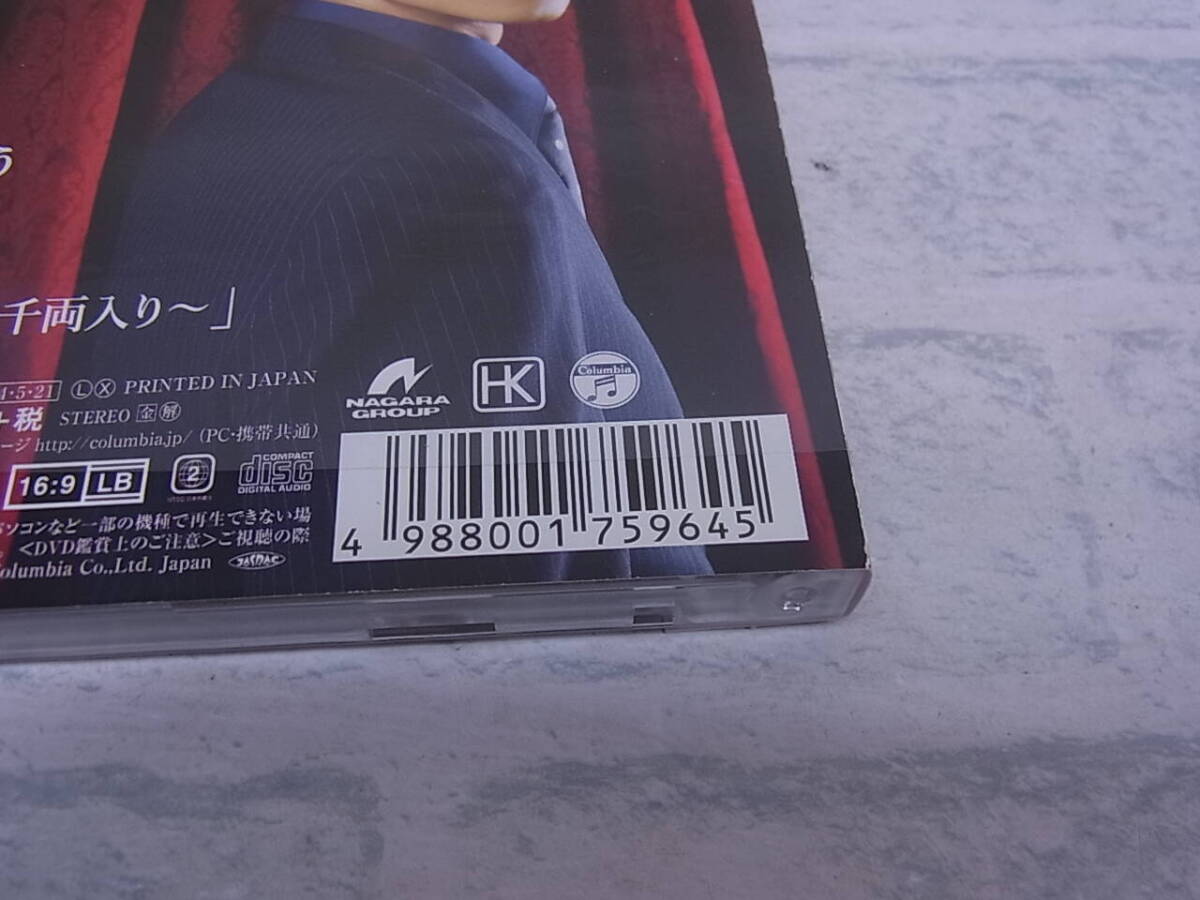 う
千両入り～」
4・5・21 Ⓛ Ⓧ PRINTED IN JAPAN
+税 STEREO 金 解
ージ http://columbia.jp/ (PC・携帯共通)
16:9 LB 2 COMPACT disc DIGITAL AUDIO
パソコンなど一部の機種で再生できない場
。<DVD鑑賞上のご注意>ご視聴の際
olumbia Co.,Ltd. Japan JASRAC
NAGARA GROUP HK Columbia
4 988001 759645